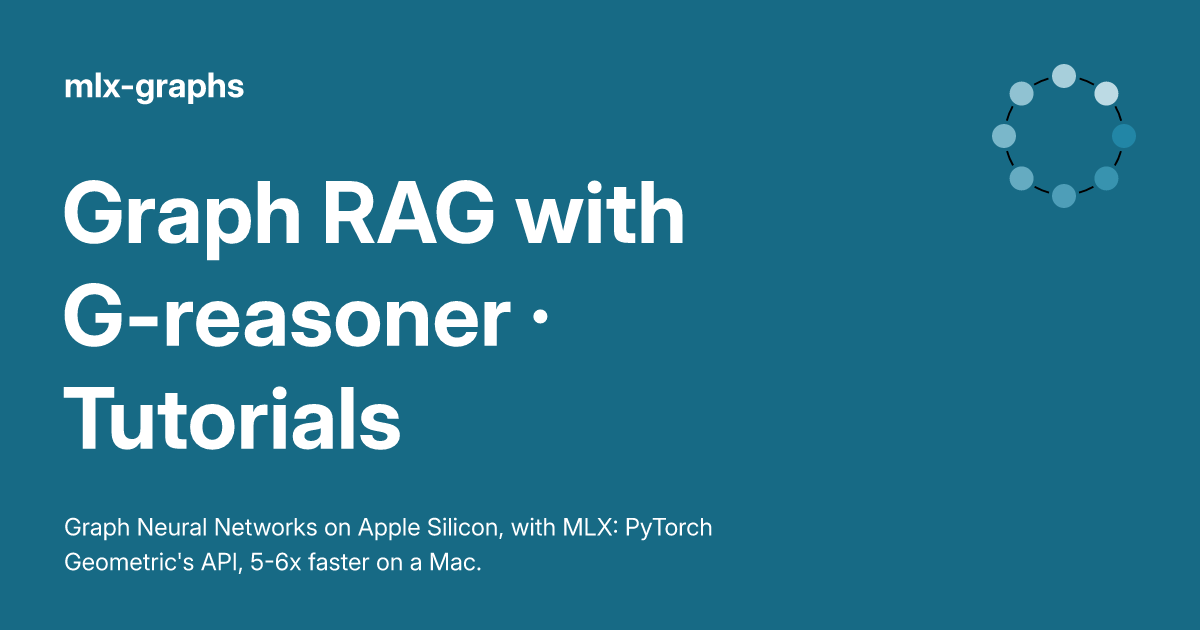 mlx-graphs
Graph RAG with
G-reasoner ·
Tutorials
Graph Neural Networks on Apple Silicon, with MLX: PyTorch
Geometric's API, 5-6x faster on a Mac.